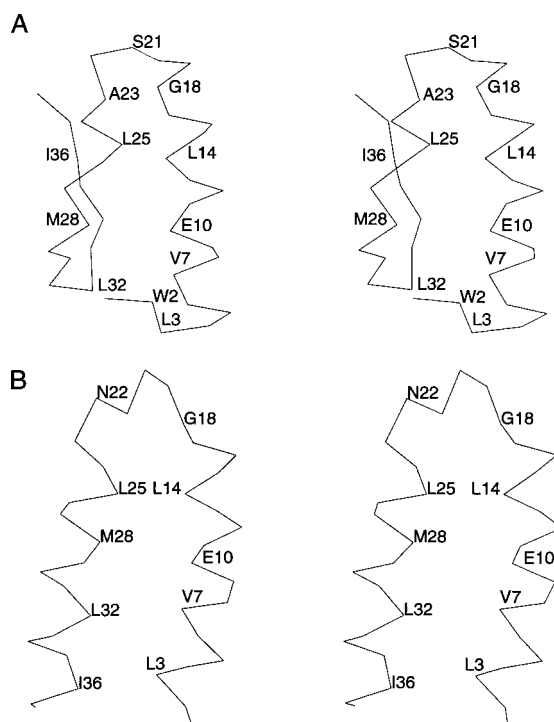 A
S21 S21
A23 G18 A23 G18
L25 L25
I36 L14 I36 L14
M28 E10 M28 E10
V7 V7
L32 W2 L32 W2
L3 L3
B
N22 N22
G18 G18
L25 L14 L25 L14
M28 E10 M28 E10
L32 V7 L32 V7
L3 L3
I36 I36